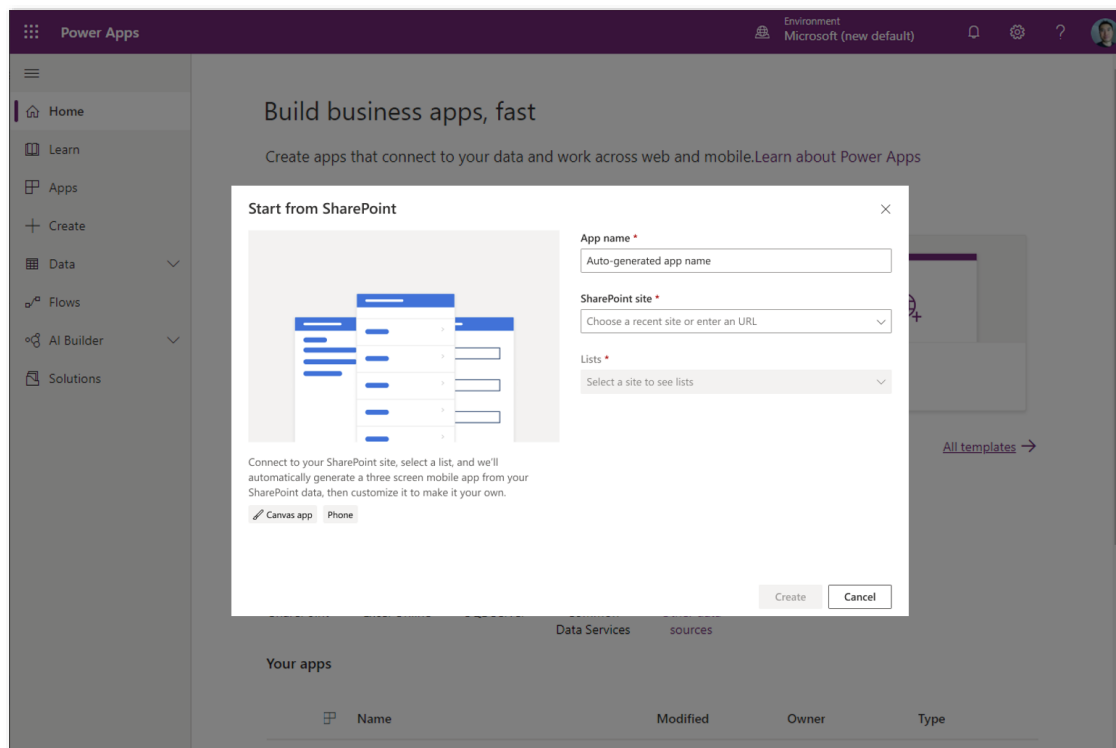 Power Apps
Environment
Microsoft (new default)
Home
Learn
Apps
Create
Data
Flows
AI Builder
Solutions
Build business apps, fast
Create apps that connect to your data and work across web and mobile.Learn about Power Apps
Start from SharePoint
App name *
Auto-generated app name
SharePoint site *
Choose a recent site or enter an URL
Lists *
Select a site to see lists
Connect to your SharePoint site, select a list, and we'll
automatically generate a three screen mobile app from your
SharePoint data, then customize it to make it your own.
Canvas app Phone
Create Cancel
All templates
Data Services
sources
Your apps
Name Modified Owner Type